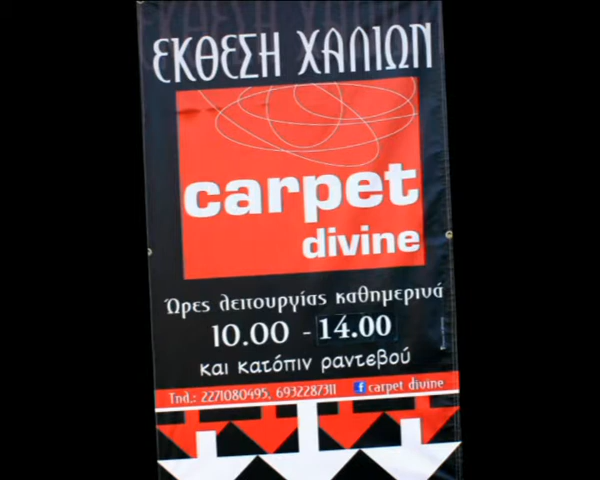 ΕΚΘΕΣΗ ΧΑΛΙΩΝ
carpet
divine
Ώρες λειτουργίας καθημερινά
10.00 - 14.00
και κατόπιν ραντεβού
Τηλ.: 2271080495, 6932287311 f carpet divine